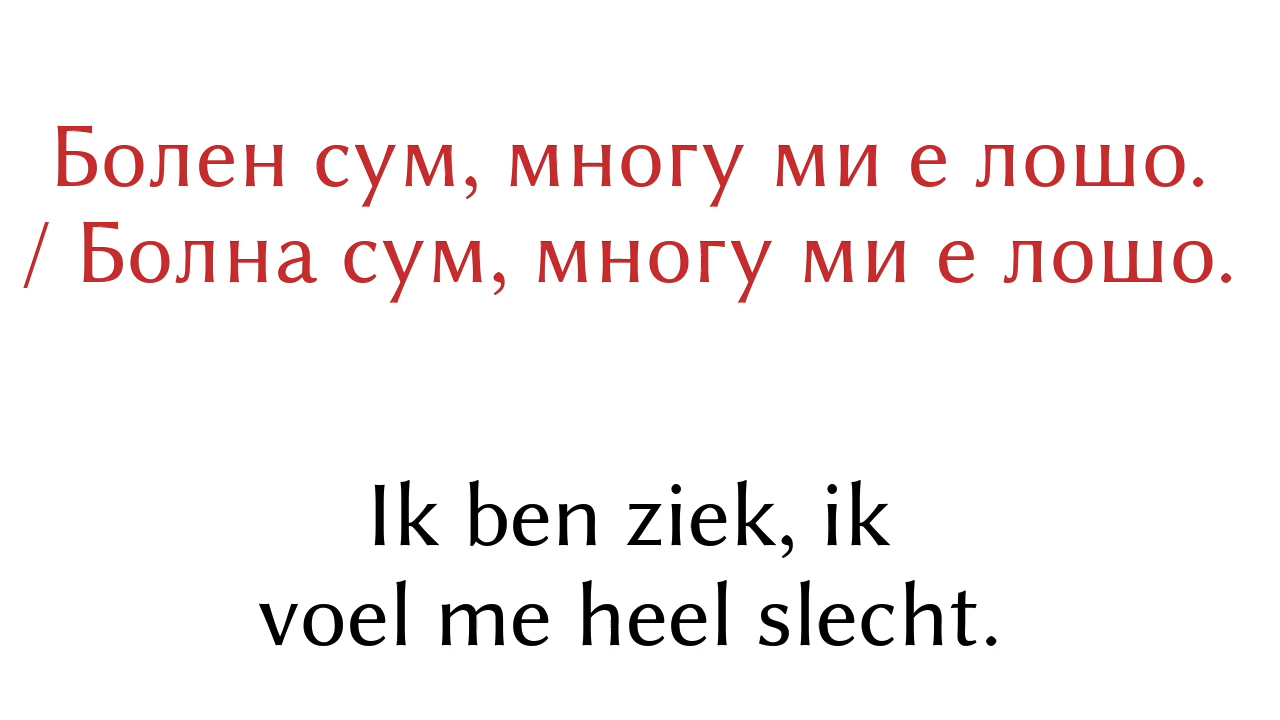 Болен сум, многу ми е лошо.
/ Болна сум, многу ми е лошо.
Ik ben ziek, ik
voel me heel slecht.